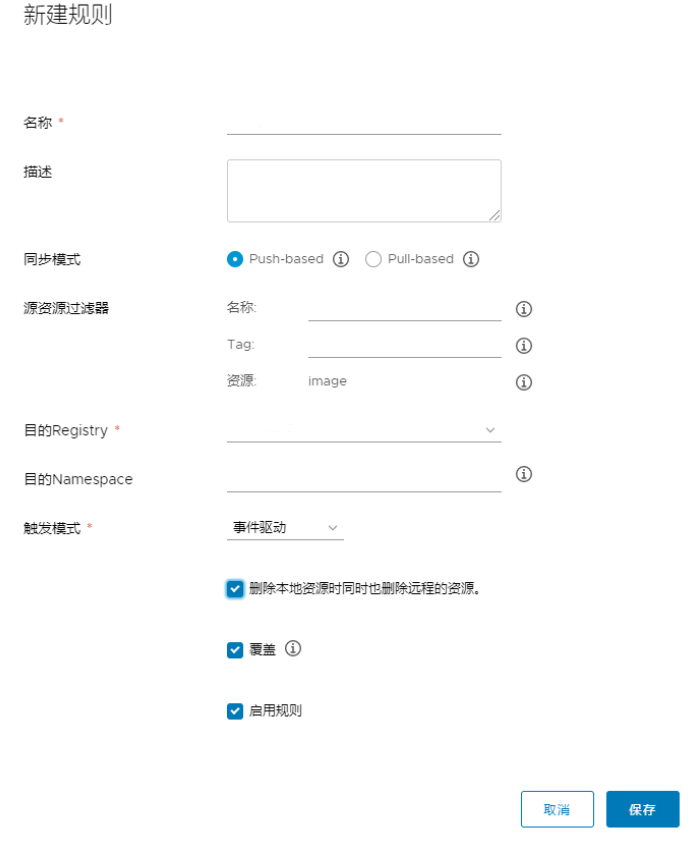 新建规则
名称 *
描述
同步模式 Push-based Pull-based
源资源过滤器 名称:
Tag:
资源: image
目的Registry *
目的Namespace
触发模式 * 事件驱动
删除本地资源时同时也删除远程的资源。
覆盖
启用规则
取消 保存